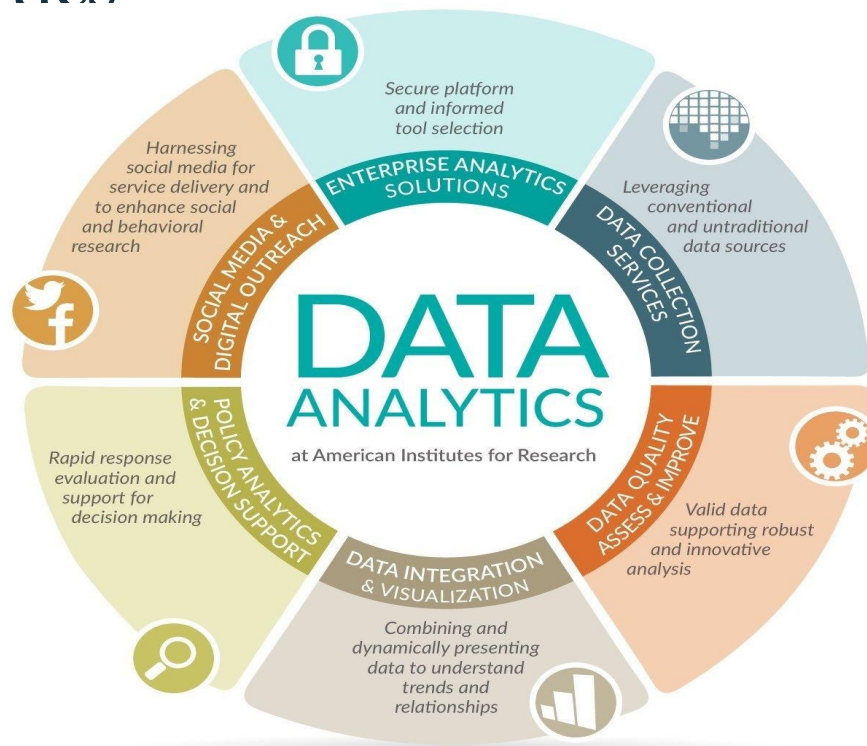 DATA
ANALYTICS
at American Institutes for Research
ENTERPRISE ANALYTICS
SOLUTIONS
Secure platform
and informed
tool selection
DATA COLLECTION
SERVICES
Leveraging
conventional
and untraditional
data sources
DATA QUALITY
ASSESS & IMPROVE
Valid data
supporting robust
and innovative
analysis
DATA INTEGRATION
& VISUALIZATION
Combining and
dynamically presenting
data to understand
trends and
relationships
POLICY ANALYTICS
& DECISION SUPPORT
Rapid response
evaluation and
support for
decision making
SOCIAL MEDIA &
DIGITAL OUTREACH
Harnessing
social media for
service delivery and
to enhance social
and behavioral
research